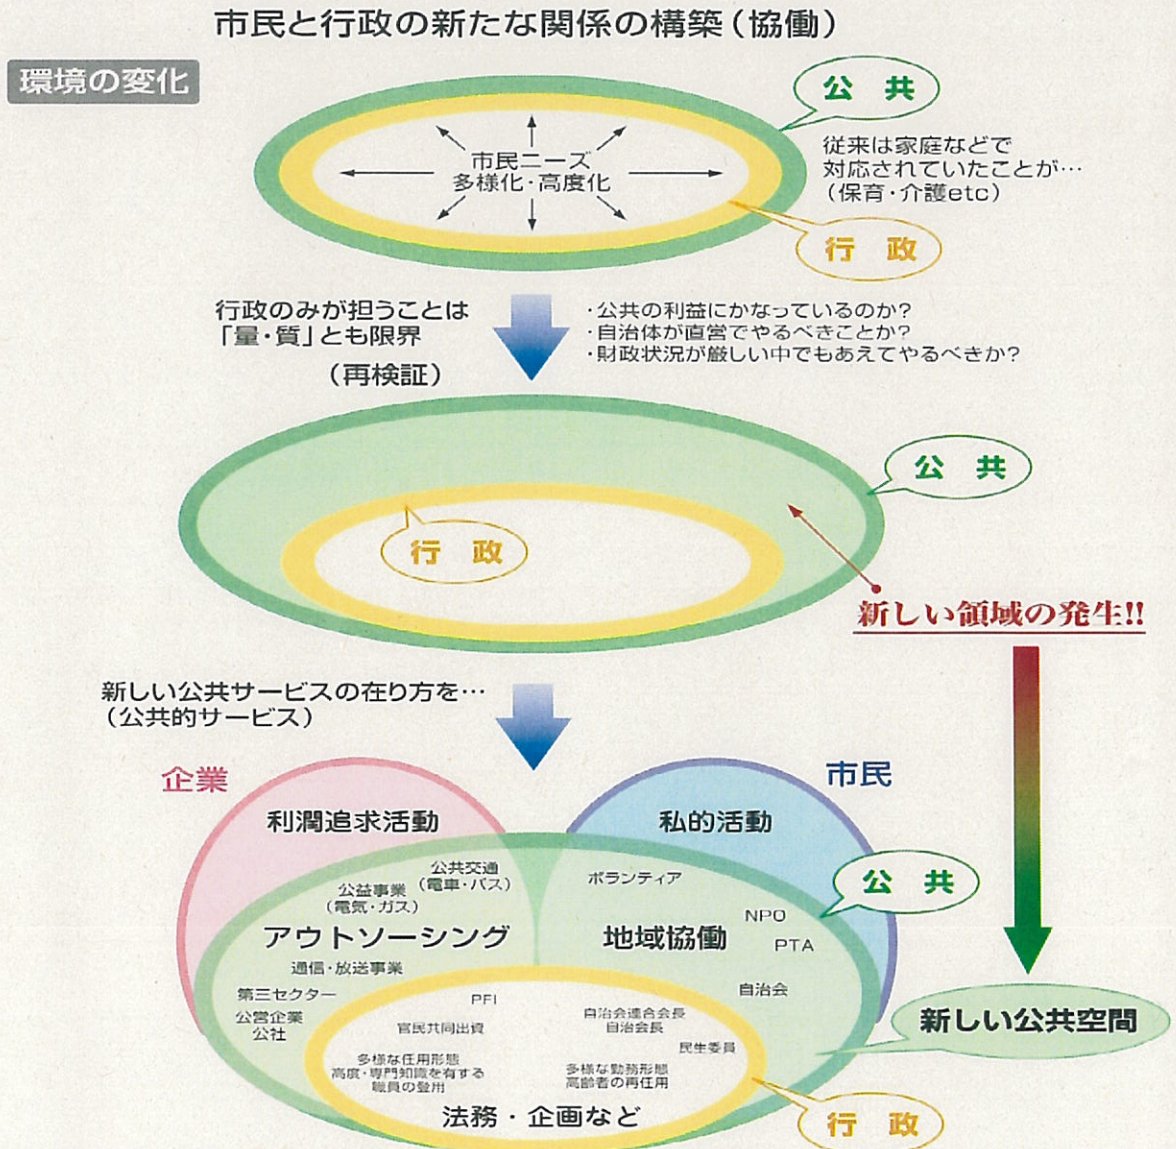 市民と行政の新たな関係の構築(協働)
環境の変化
公 共
従来は家庭などで
対応されていたことが…
(保育・介護etc)
市民ニーズ
多様化・高度化
行 政
行政のみが担うことは
「量・質」とも限界
(再検証)
・公共の利益にかなっているのか?
・自治体が直営でやるべきことか?
・財政状況が厳しい中でもあえてやるべきか?
公 共
行 政
新しい領域の発生!!
新しい公共サービスの在り方を…
(公共的サービス)
企業
市民
利潤追求活動
私的活動
公共交通
(電車・バス)
ボランティア
公 共
公益事業
(電気・ガス)
NPO
アウトソーシング
地域協働
PTA
通信・放送事業
第三セクター
自治会
公営企業
公社
PFI
官民共同出資
自治会連合会長
自治会長
新しい公共空間
民生委員
多様な任用形態
高度・専門知識を有する
職員の登用
多様な勤務形態
高齢者の再任用
法務・企画など
行 政